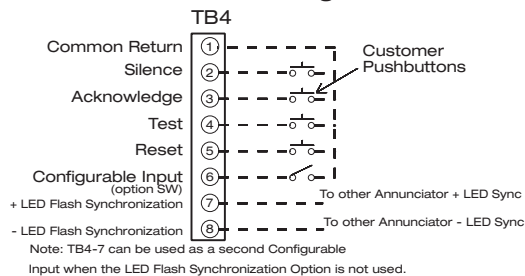 TB4
Common Return 1
Customer
Pushbuttons
Silence 2
Acknowledge 3
Test 4
Reset 5
Configurable Input 6
(option SW)
+ LED Flash Synchronization 7 To other Annunciator + LED Sync
- LED Flash Synchronization 8 To other Annunciator - LED Sync
Note: TB4-7 can be used as a second Configurable
Input when the LED Flash Synchronization Option is not used.